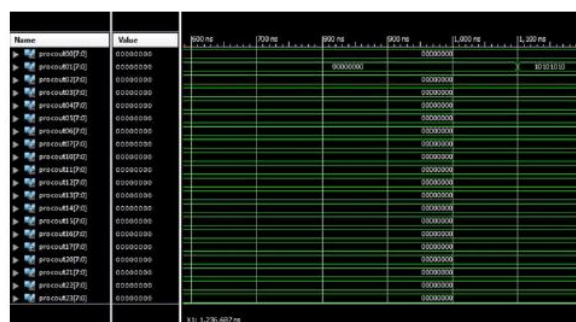 Name Value 600 ns 700 ns 800 ns 900 ns 1,000 ns 1,100 ns
procout00[7:0] 00000000 00000000
procout01[7:0] 00000000 00000000 10101010
procout02[7:0] 00000000 00000000
procout03[7:0] 00000000 00000000
procout04[7:0] 00000000 00000000
procout05[7:0] 00000000 00000000
procout06[7:0] 00000000 00000000
procout07[7:0] 00000000 00000000
procout10[7:0] 00000000 00000000
procout11[7:0] 00000000 00000000
procout12[7:0] 00000000 00000000
procout13[7:0] 00000000 00000000
procout14[7:0] 00000000 00000000
procout15[7:0] 00000000 00000000
procout16[7:0] 00000000 00000000
procout17[7:0] 00000000 00000000
procout20[7:0] 00000000 00000000
procout21[7:0] 00000000 00000000
procout22[7:0] 00000000 00000000
procout23[7:0] 00000000 00000000
X1: 1,236.687 ns